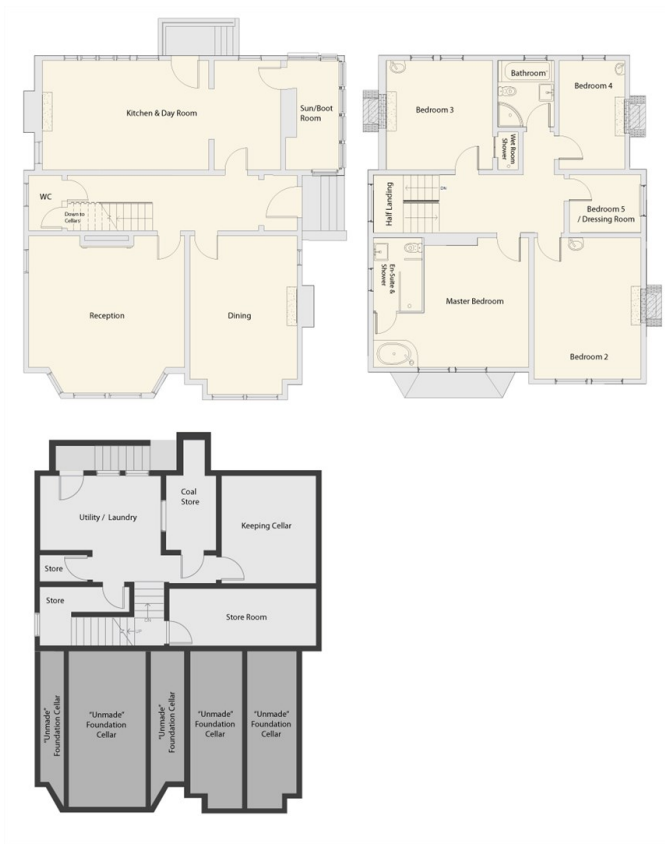 Kitchen & Day Room
Sun/Boot
Room
WC
Down to
Cellars
Reception
Dining
Bedroom 3
Bathroom
Bedroom 4
Wet Room
Shower
Half Landing
DN
Bedroom 5
/ Dressing Room
En-Suite &
Shower
Master Bedroom
Bedroom 2
Utility / Laundry
Coal
Store
Keeping Cellar
Store
Store
Store Room
"Unmade"
Foundation Cellar
"Unmade"
Foundation
Cellar
"Unmade"
Foundation Cellar
"Unmade"
Foundation
Cellar
"Unmade"
Foundation
Cellar